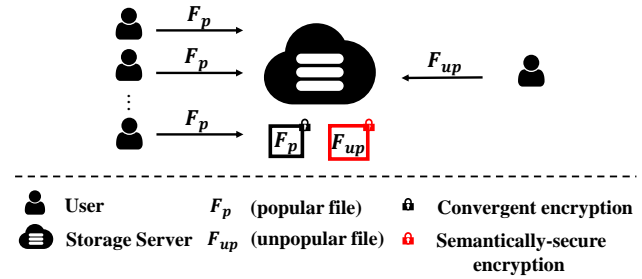 F_p
F_p
F_up
⋮
F_p
F_p F_up
User F_p (popular file) Convergent encryption
Storage Server F_up (unpopular file) Semantically-secure
encryption